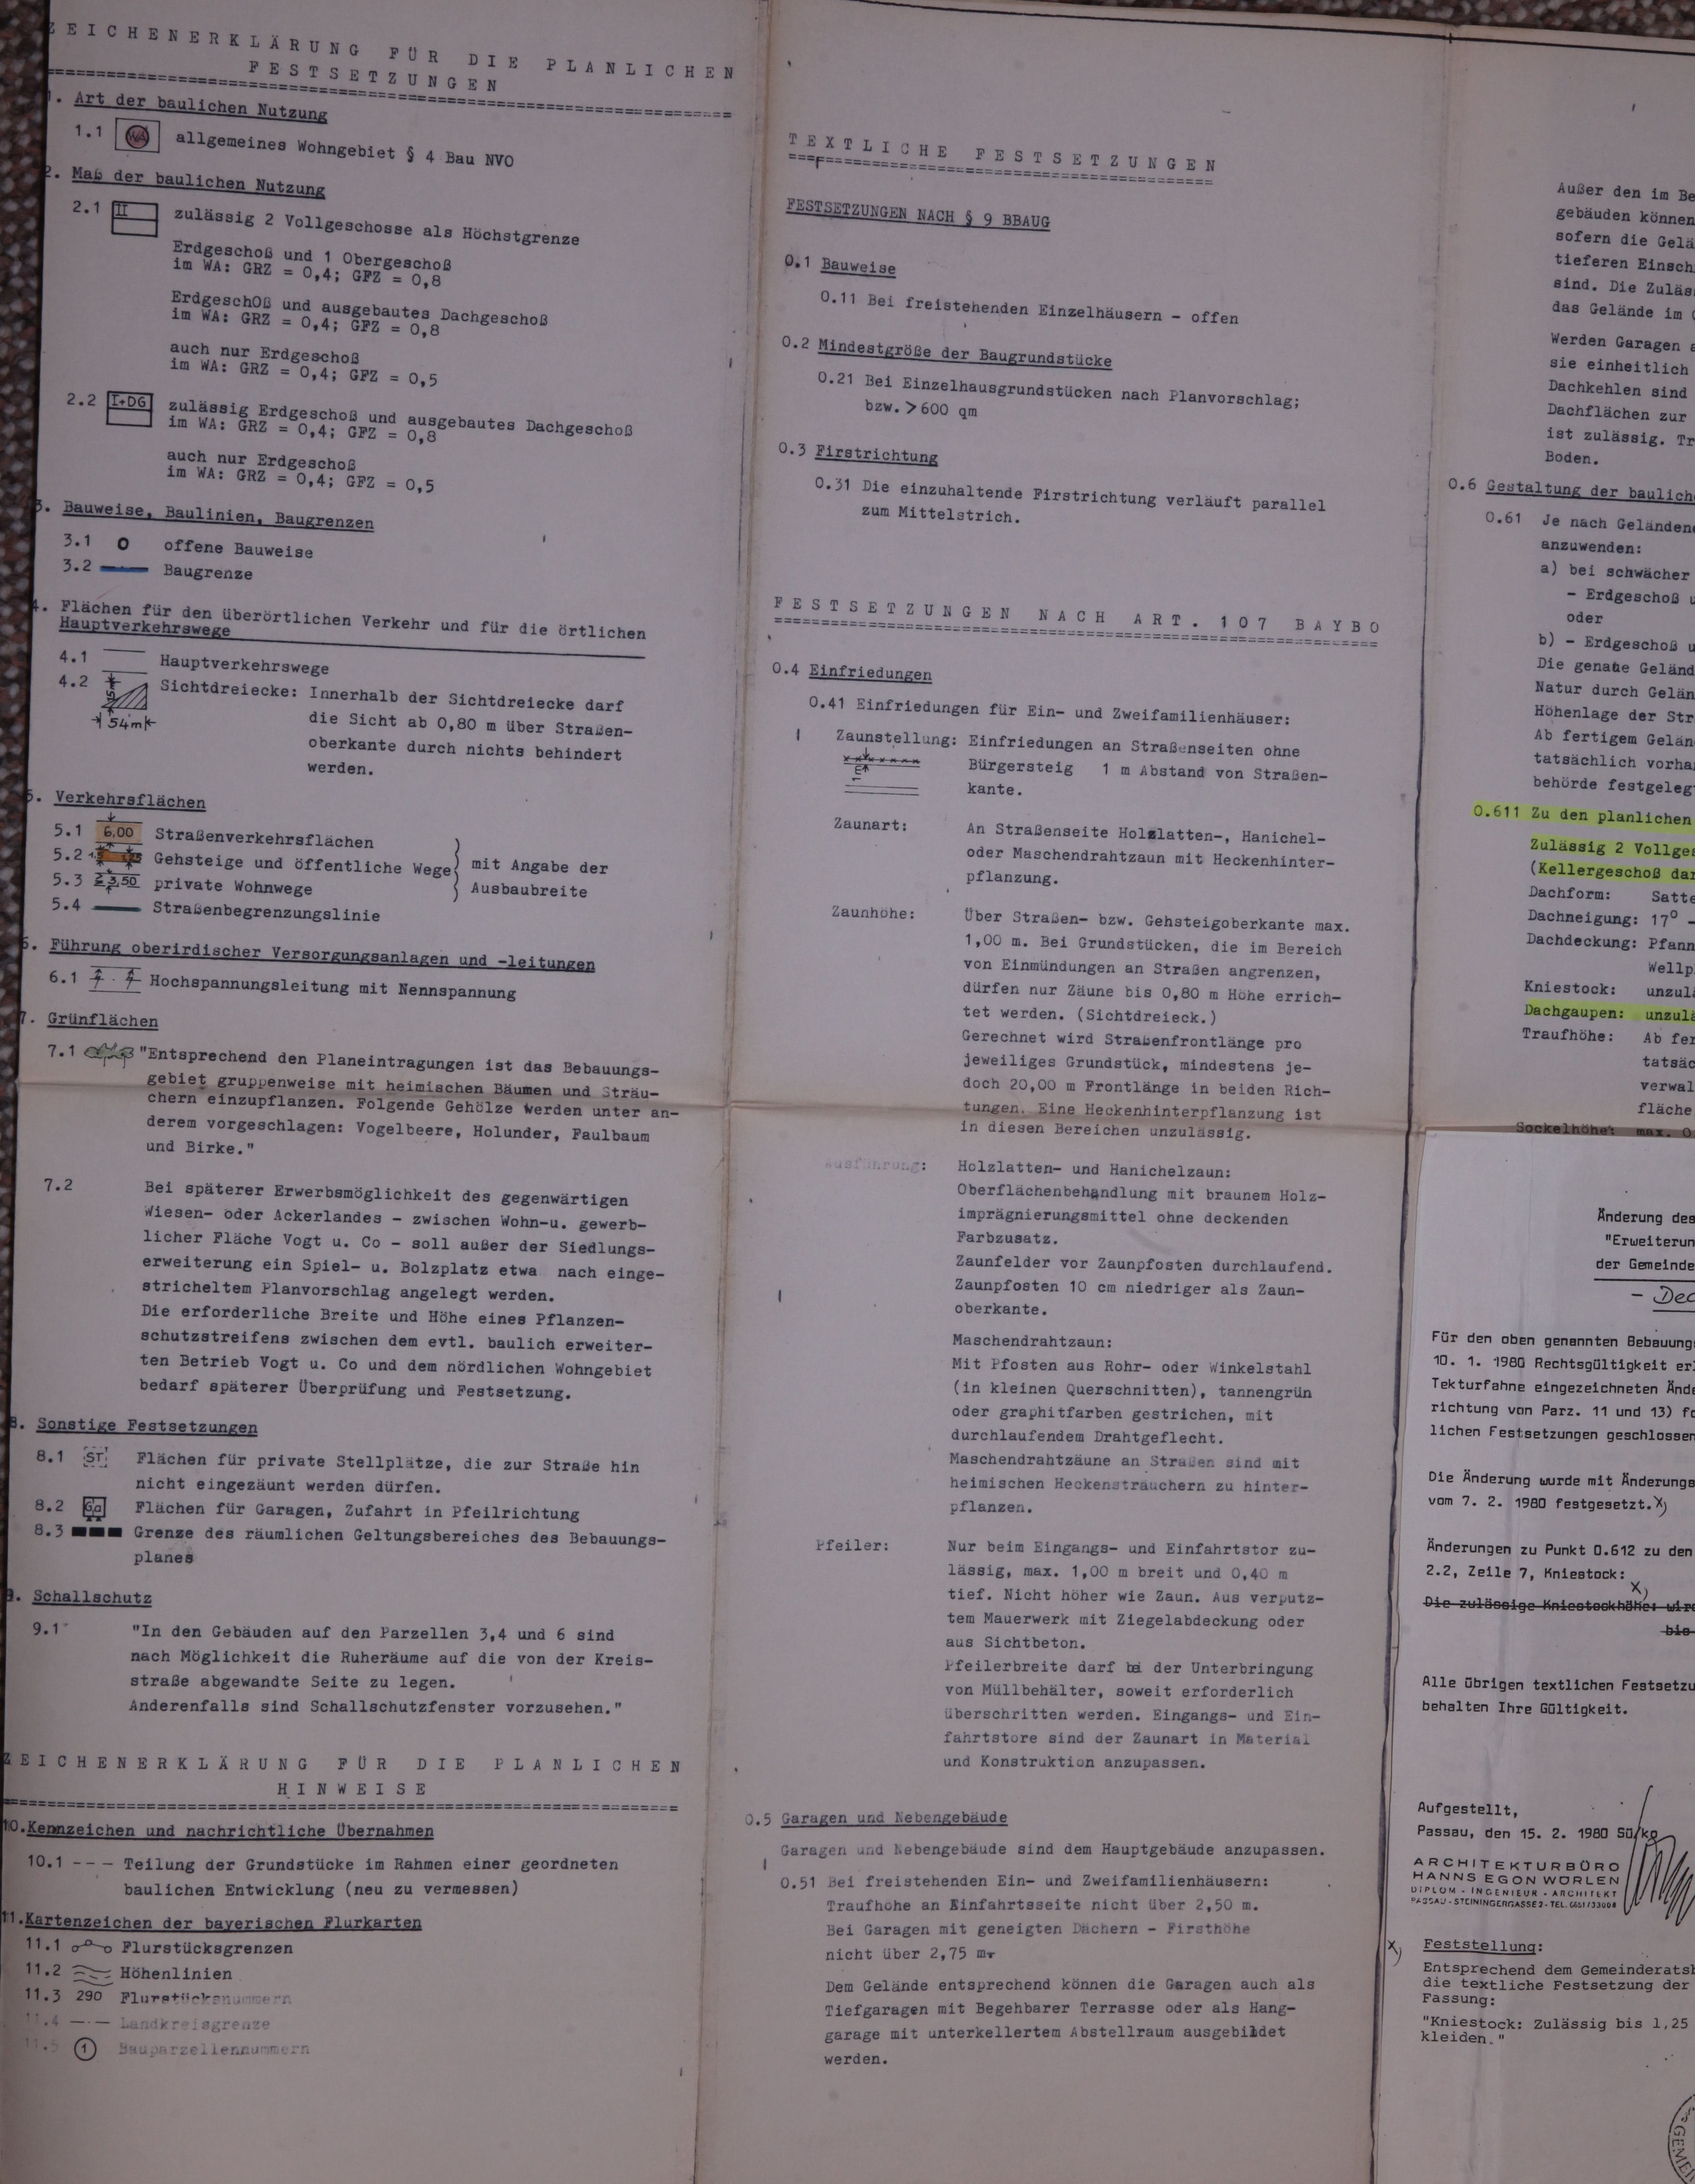 ZEICHENERKLÄRUNG FÜR DIE PLANLICHEN
FESTSETZUNGEN
1. Art der baulichen Nutzung
1.1 WA allgemeines Wohngebiet § 4 Bau NVO
2. Maß der baulichen Nutzung
2.1 II zulässig 2 Vollgeschosse als Höchstgrenze
Erdgeschoß und 1 Obergeschoß
im WA: GRZ = 0,4; GFZ = 0,8
Erdgeschoß und ausgebautes Dachgeschoß
im WA: GRZ = 0,4; GFZ = 0,8
auch nur Erdgeschoß
im WA: GRZ = 0,4; GFZ = 0,5
2.2 I+DG zulässig Erdgeschoß und ausgebautes Dachgeschoß
im WA: GRZ = 0,4; GFZ = 0,8
auch nur Erdgeschoß
im WA: GRZ = 0,4; GFZ = 0,5
3. Bauweise, Baulinien, Baugrenzen
3.1 o offene Bauweise
3.2 Baugrenze
4. Flächen für den überörtlichen Verkehr und für die örtlichen
Hauptverkehrswege
4.1 Hauptverkehrswege
4.2 Sichtdreiecke: Innerhalb der Sichtdreiecke darf
54m die Sicht ab 0,80 m über Straßen-
oberkante durch nichts behindert
werden.
5. Verkehrsflächen
5.1 6,00 Straßenverkehrsflächen
5.2 Gehsteige und öffentliche Wege mit Angabe der
5.3 ≥3,50 private Wohnwege Ausbaubreite
5.4 Straßenbegrenzungslinie
6. Führung oberirdischer Versorgungsanlagen und -leitungen
6.1 Hochspannungsleitung mit Nennspannung
7. Grünflächen
7.1 "Entsprechend den Planeintragungen ist das Bebauungs-
gebiet gruppenweise mit heimischen Bäumen und Sträu-
chern einzupflanzen. Folgende Gehölze werden unter an-
derem vorgeschlagen: Vogelbeere, Holunder, Faulbaum
und Birke."
7.2 Bei späterer Erwerbsmöglichkeit des gegenwärtigen
Wiesen- oder Ackerlandes - zwischen Wohn-u. gewerb-
licher Fläche Vogt u. Co - soll außer der Siedlungs-
erweiterung ein Spiel- u. Bolzplatz etwa nach einge-
stricheltem Planvorschlag angelegt werden.
Die erforderliche Breite und Höhe eines Pflanzen-
schutzstreifens zwischen dem evtl. baulich erweiter-
ten Betrieb Vogt u. Co und dem nördlichen Wohngebiet
bedarf späterer Überprüfung und Festsetzung.
8. Sonstige Festsetzungen
8.1 ST Flächen für private Stellplätze, die zur Straße hin
nicht eingezäunt werden dürfen.
8.2 Ga Flächen für Garagen, Zufahrt in Pfeilrichtung
8.3 Grenze des räumlichen Geltungsbereiches des Bebauungs-
planes
9. Schallschutz
9.1 "In den Gebäuden auf den Parzellen 3,4 und 6 sind
nach Möglichkeit die Ruheräume auf die von der Kreis-
straße abgewandte Seite zu legen.
Anderenfalls sind Schallschutzfenster vorzusehen."
ZEICHENERKLÄRUNG FÜR DIE PLANLICHEN
HINWEISE
10.Kennzeichen und nachrichtliche Übernahmen
10.1 --- Teilung der Grundstücke im Rahmen einer geordneten
baulichen Entwicklung (neu zu vermessen)
11.Kartenzeichen der bayerischen Flurkarten
11.1 Flurstücksgrenzen
11.2 Höhenlinien
11.3 290 Flurstücksnummern
11.4 Landkreisgrenze
11.5 1 Bauparzellennummern
TEXTLICHE FESTSETZUNGEN
FESTSETZUNGEN NACH § 9 BBAUG
0.1 Bauweise
0.11 Bei freistehenden Einzelhäusern - offen
0.2 Mindestgröße der Baugrundstücke
0.21 Bei Einzelhausgrundstücken nach Planvorschlag;
bzw. >600 qm
0.3 Firstrichtung
0.31 Die einzuhaltende Firstrichtung verläuft parallel
zum Mittelstrich.
FESTSETZUNGEN NACH ART. 107 BAYBO
0.4 Einfriedungen
0.41 Einfriedungen für Ein- und Zweifamilienhäuser:
Zaunstellung: Einfriedungen an Straßenseiten ohne
Bürgersteig 1 m Abstand von Straßen-
kante.
Zaunart: An Straßenseite Holzlatten-, Hanichel-
oder Maschendrahtzaun mit Heckenhinter-
pflanzung.
Zaunhöhe: Über Straßen- bzw. Gehsteigoberkante max.
1,00 m. Bei Grundstücken, die im Bereich
von Einmündungen an Straßen angrenzen,
dürfen nur Zäune bis 0,80 m Höhe errich-
tet werden. (Sichtdreieck.)
Gerechnet wird Straßenfrontlänge pro
jeweiliges Grundstück, mindestens je-
doch 20,00 m Frontlänge in beiden Rich-
tungen. Eine Heckenhinterpflanzung ist
in diesen Bereichen unzulässig.
Ausführung: Holzlatten- und Hanichelzaun:
Oberflächenbehandlung mit braunem Holz-
imprägnierungsmittel ohne deckenden
Farbzusatz.
Zaunfelder vor Zaunpfosten durchlaufend.
Zaunpfosten 10 cm niedriger als Zaun-
oberkante.
Maschendrahtzaun:
Mit Pfosten aus Rohr- oder Winkelstahl
(in kleinen Querschnitten), tannengrün
oder graphitfarben gestrichen, mit
durchlaufendem Drahtgeflecht.
Maschendrahtzäune an Straßen sind mit
heimischen Heckensträuchern zu hinter-
pflanzen.
Pfeiler: Nur beim Eingangs- und Einfahrtstor zu-
lässig, max. 1,00 m breit und 0,40 m
tief. Nicht höher wie Zaun. Aus verputz-
tem Mauerwerk mit Ziegelabdeckung oder
aus Sichtbeton.
Pfeilerbreite darf bei der Unterbringung
von Müllbehälter, soweit erforderlich
überschritten werden. Eingangs- und Ein-
fahrtstore sind der Zaunart in Material
und Konstruktion anzupassen.
0.5 Garagen und Nebengebäude
Garagen und Nebengebäude sind dem Hauptgebäude anzupassen.
0.51 Bei freistehenden Ein- und Zweifamilienhäusern:
Traufhöhe an Einfahrtsseite nicht über 2,50 m.
Bei Garagen mit geneigten Dächern - Firsthöhe
nicht über 2,75 m.
Dem Gelände entsprechend können die Garagen auch als
Tiefgaragen mit Begehbarer Terrasse oder als Hang-
garage mit unterkellertem Abstellraum ausgebildet
werden.
Außer den im Be
gebäuden können
sofern die Gelä
tieferen Einsch
sind. Die Zuläs
das Gelände im
Werden Garagen a
sie einheitlich
Dachkehlen sind
Dachflächen zur
ist zulässig. Tr
Boden.
0.6 Gestaltung der baulich
0.61 Je nach Geländen
anzuwenden:
a) bei schwächer
- Erdgeschoß u
oder
b) - Erdgeschoß u
Die genaue Geländ
Natur durch Gelän
Höhenlage der Str
Ab fertigem Gelän
tatsächlich vorha
behörde festgeleg
0.611 Zu den planlichen
Zulässig 2 Vollges
(Kellergeschoß dar
Dachform: Satte
Dachneigung: 17° -
Dachdeckung: Pfann
Wellp
Kniestock: unzul
Dachgaupen: unzulä
Traufhöhe: Ab fer
tatsäc
verwal
fläche
Sockelhöhe: max. 0
Änderung des
"Erweiterun
der Gemeinde
- Dec
Für den oben genannten Bebauung
10. 1. 1980 Rechtsgültigkeit er
Tekturfahne eingezeichneten Ände
richtung von Parz. 11 und 13) fo
lichen Festsetzungen geschlossen
Die Änderung wurde mit Änderungs
vom 7. 2. 1980 festgesetzt. x)
Änderungen zu Punkt 0.612 zu den
2.2, Zeile 7, Kniestock:
x)
Die zulässige Kniestockhöhe: wird
bis
Alle übrigen textlichen Festsetzu
behalten Ihre Gültigkeit.
Aufgestellt,
Passau, den 15. 2. 1980 Sü/ko
ARCHITEKTURBÜRO
HANNS EGON WÖRLEN
DIPLOM - INGENIEUR - ARCHITEKT
PASSAU - STEININGERGASSE 2 - TEL. 0851/33008
x) Feststellung:
Entsprechend dem Gemeinderatsb
die textliche Festsetzung der
Fassung:
"Kniestock: Zulässig bis 1,25
kleiden."
GEMEI